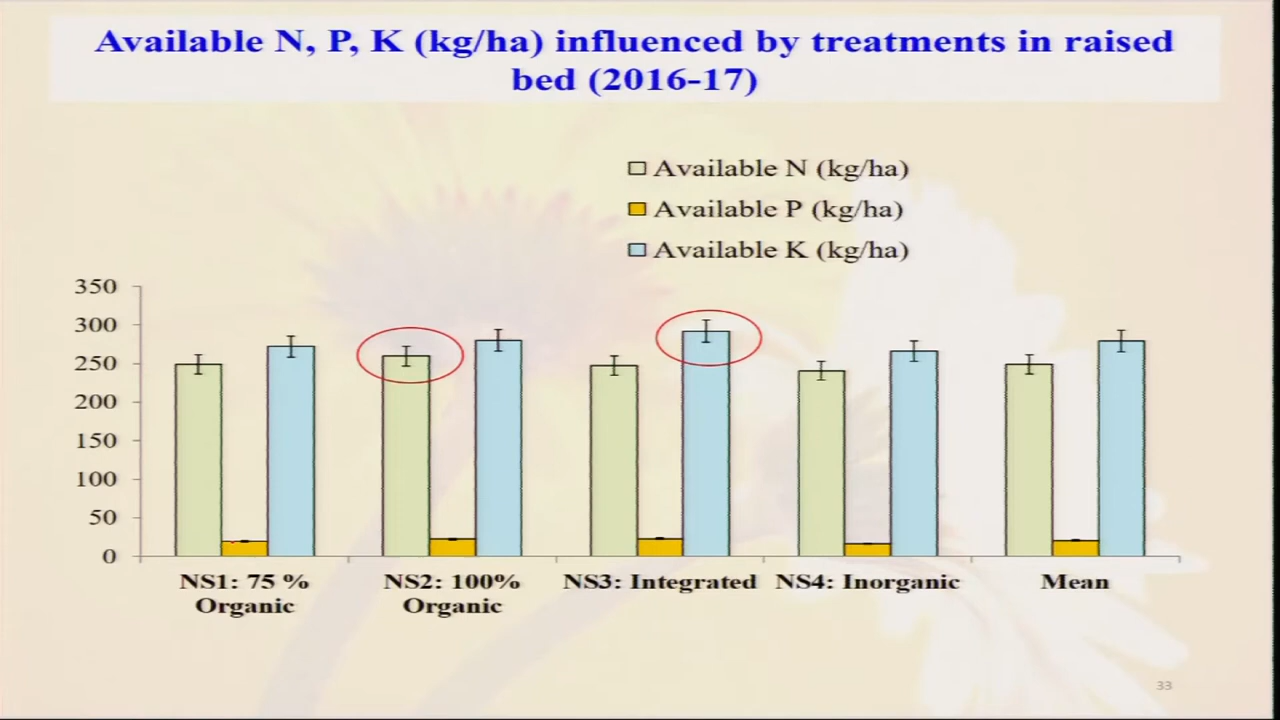 Available N, P, K (kg/ha) influenced by treatments in raised
bed (2016-17)
Available N (kg/ha)
Available P (kg/ha)
Available K (kg/ha)
350
300
250
200
150
100
50
0
NS1: 75 %
Organic
NS2: 100%
Organic
NS3: Integrated
NS4: Inorganic
Mean
33